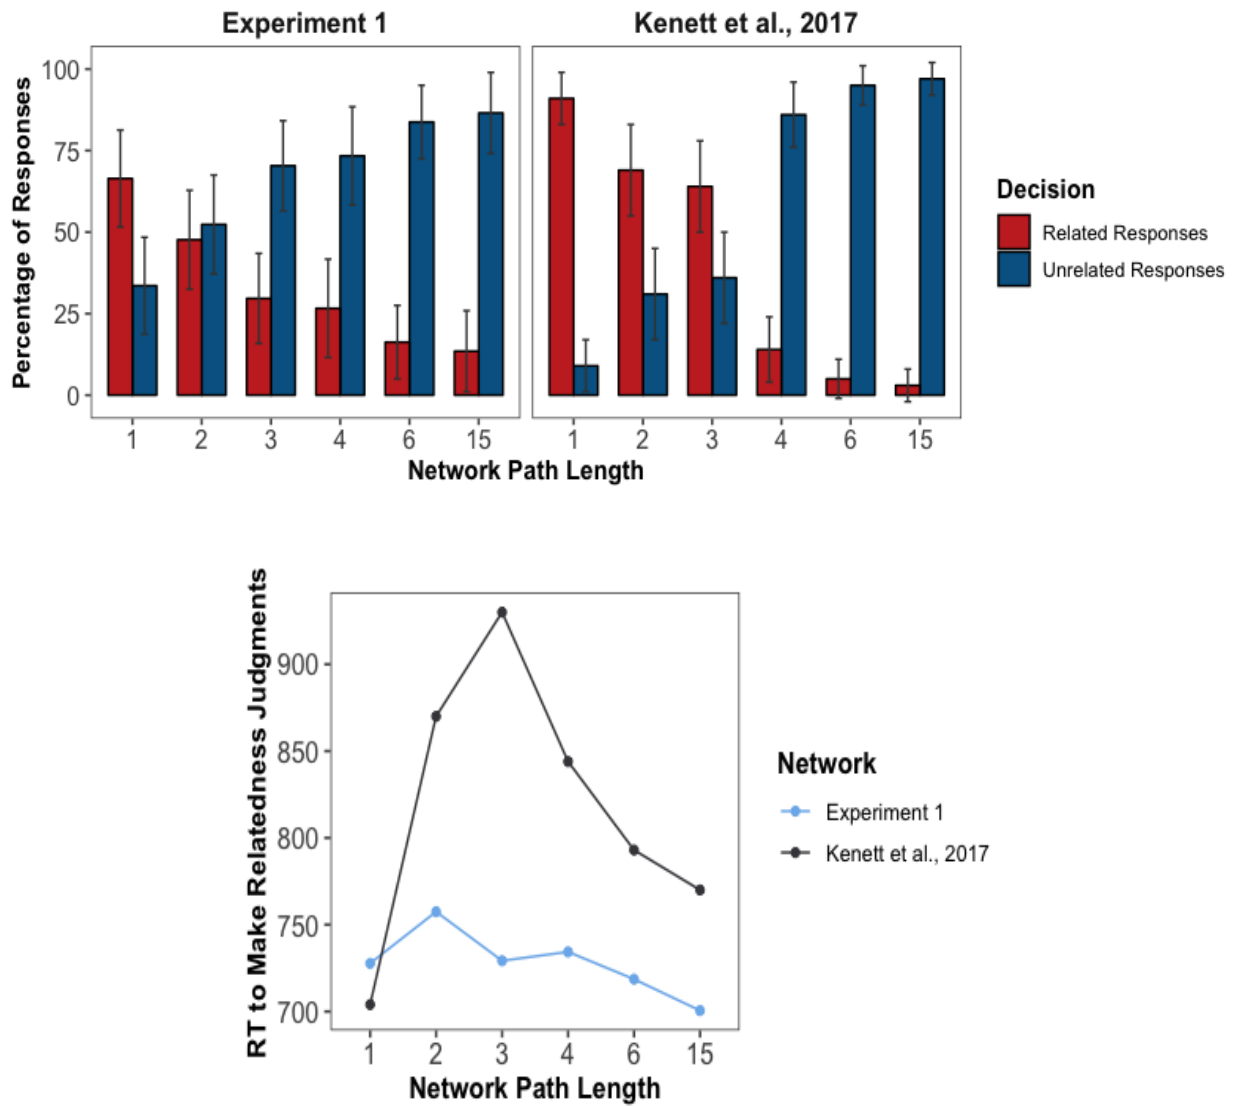 Experiment 1
Kenett et al., 2017
Percentage of Responses
100
75
50
25
0
1 2 3 4 6 15
1 2 3 4 6 15
Network Path Length
Decision
Related Responses
Unrelated Responses
RT to Make Relatedness Judgments
900
850
800
750
700
1 2 3 4 6 15
Network Path Length
Network
Experiment 1
Kenett et al., 2017